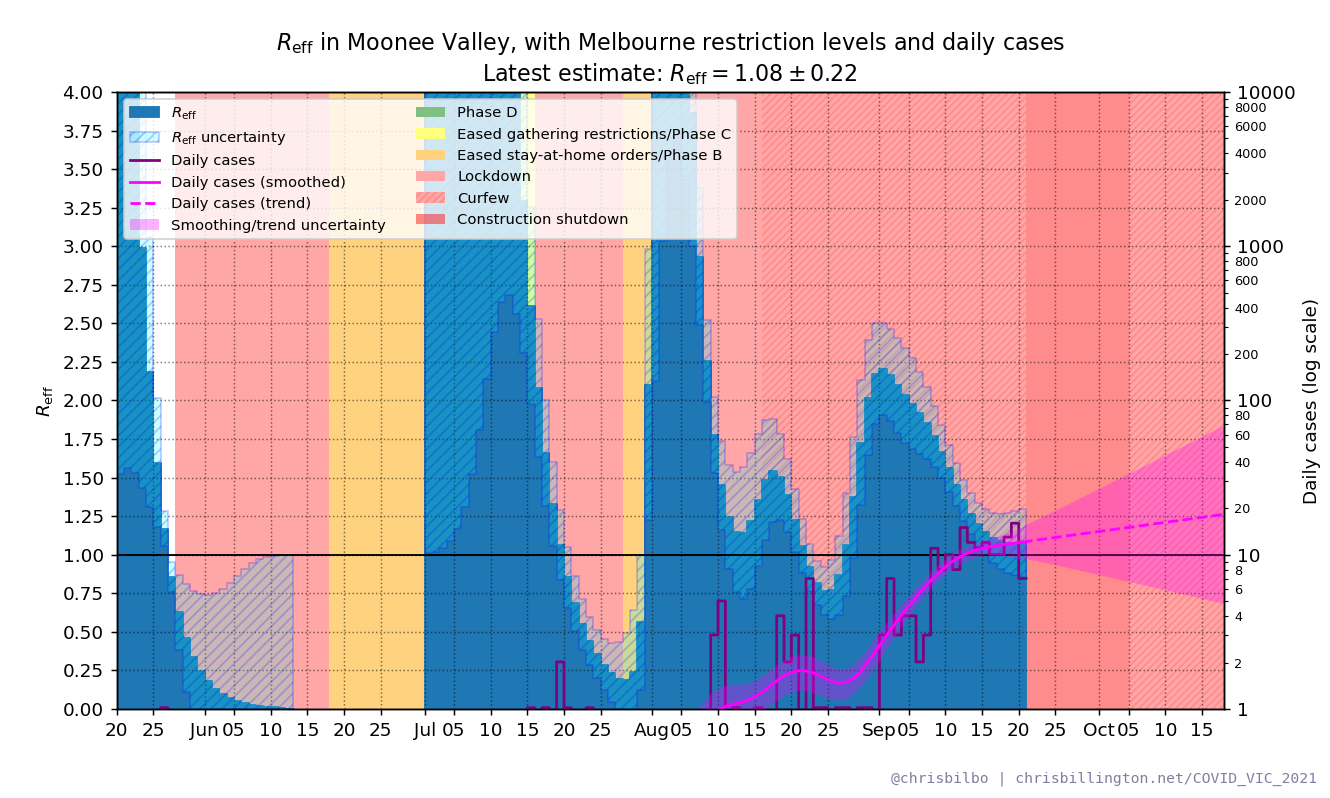 R_eff in Moonee Valley, with Melbourne restriction levels and daily cases
Latest estimate: R_eff = 1.08 ± 0.22
R_eff
R_eff uncertainty
Daily cases
Daily cases (smoothed)
Daily cases (trend)
Smoothing/trend uncertainty
Phase D
Eased gathering restrictions/Phase C
Eased stay-at-home orders/Phase B
Lockdown
Curfew
Construction shutdown
R_eff
4.00
3.75
3.50
3.25
3.00
2.75
2.50
2.25
2.00
1.75
1.50
1.25
1.00
0.75
0.50
0.25
0.00
10000
8000
6000
4000
2000
1000
800
600
400
200
100
80
60
40
20
10
8
6
4
2
1
Daily cases (log scale)
20 25 Jun 05 10 15 20 25 Jul 05 10 15 20 25 Aug 05 10 15 20 25 Sep 05 10 15 20 25 Oct 05 10 15
@chrisbilbo | chrisbillington.net/COVID_VIC_2021